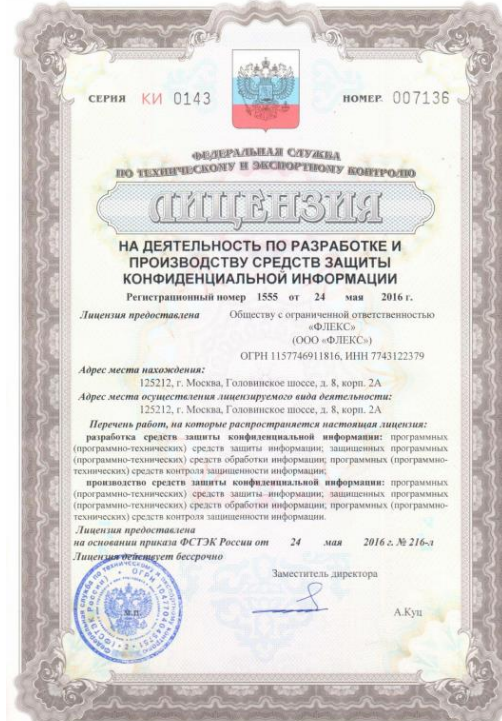 СЕРИЯ КИ 0143 НОМЕР 007136
ФЕДЕРАЛЬНАЯ СЛУЖБА
ПО ТЕХНИЧЕСКОМУ И ЭКСПОРТНОМУ КОНТРОЛЮ
ЛИЦЕНЗИЯ
НА ДЕЯТЕЛЬНОСТЬ ПО РАЗРАБОТКЕ И
ПРОИЗВОДСТВУ СРЕДСТВ ЗАЩИТЫ
КОНФИДЕНЦИАЛЬНОЙ ИНФОРМАЦИИ
Регистрационный номер 1555 от 24 мая 2016 г.
Лицензия предоставлена Обществу с ограниченной ответственностью
«ФЛЕКС»
(ООО «ФЛЕКС»)
ОГРН 1157746911816, ИНН 7743122379
Адрес места нахождения:
125212, г. Москва, Головинское шоссе, д. 8, корп. 2А
Адрес места осуществления лицензируемого вида деятельности:
125212, г. Москва, Головинское шоссе, д. 8, корп. 2А
Перечень работ, на которые распространяется настоящая лицензия:
разработка средств защиты конфиденциальной информации: программных
(программно-технических) средств защиты информации; защищенных программных
(программно-технических) средств обработки информации; программных (программно-
технических) средств контроля защищенности информации;
производство средств защиты конфиденциальной информации: программных
(программно-технических) средств защиты информации; защищенных программных
(программно-технических) средств обработки информации; программных (программно-
технических) средств контроля защищенности информации.
Лицензия предоставлена
на основании приказа ФСТЭК России от 24 мая 2016 г. № 216-л
Лицензия действует бессрочно
Заместитель директора
А.Куц
М.П.